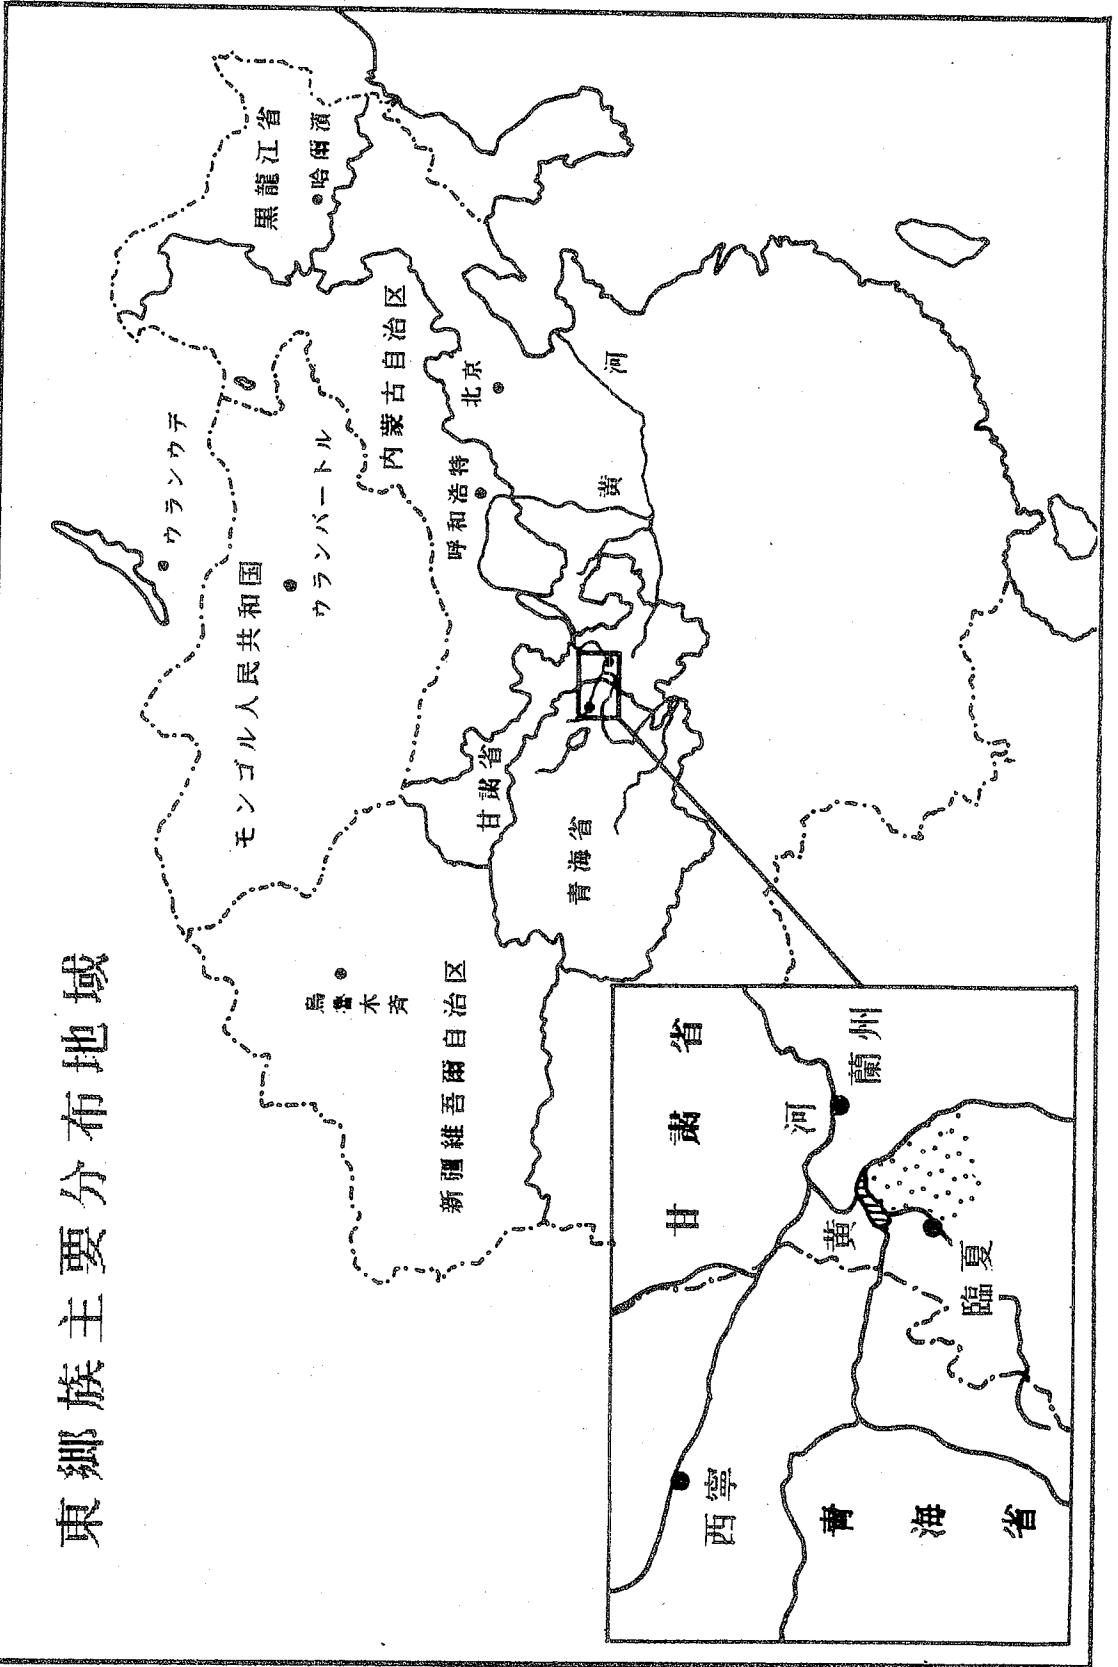 東郷族主要分布地域
黒龍江省
哈爾濱
内蒙古自治区
北京
河
黄
呼和浩特
ウランウデ
ウランバートル
モンゴル人民共和国
甘粛省
青海省
烏魯木斉
新疆維吾爾自治区
甘粛省
蘭州
河
黄
臨夏
西寧
青海省